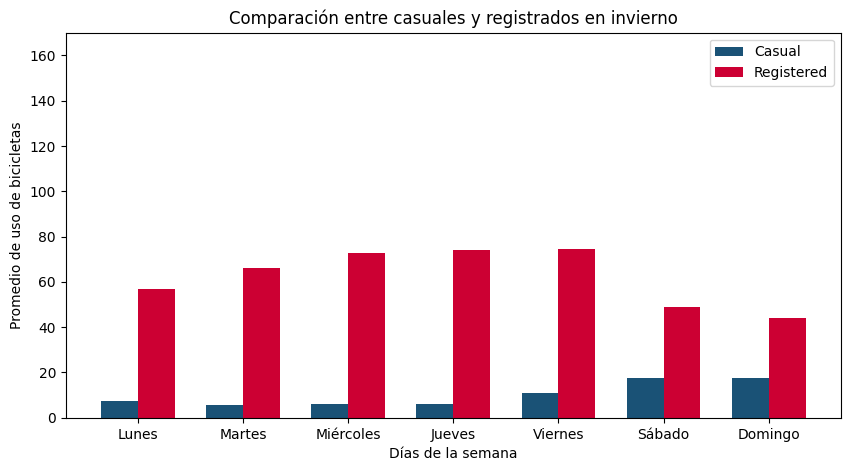 Comparación entre casuales y registrados en invierno
Casual
Registered
Promedio de uso de bicicletas
160
140
120
100
80
60
40
20
0
Lunes Martes Miércoles Jueves Viernes Sábado Domingo
Días de la semana